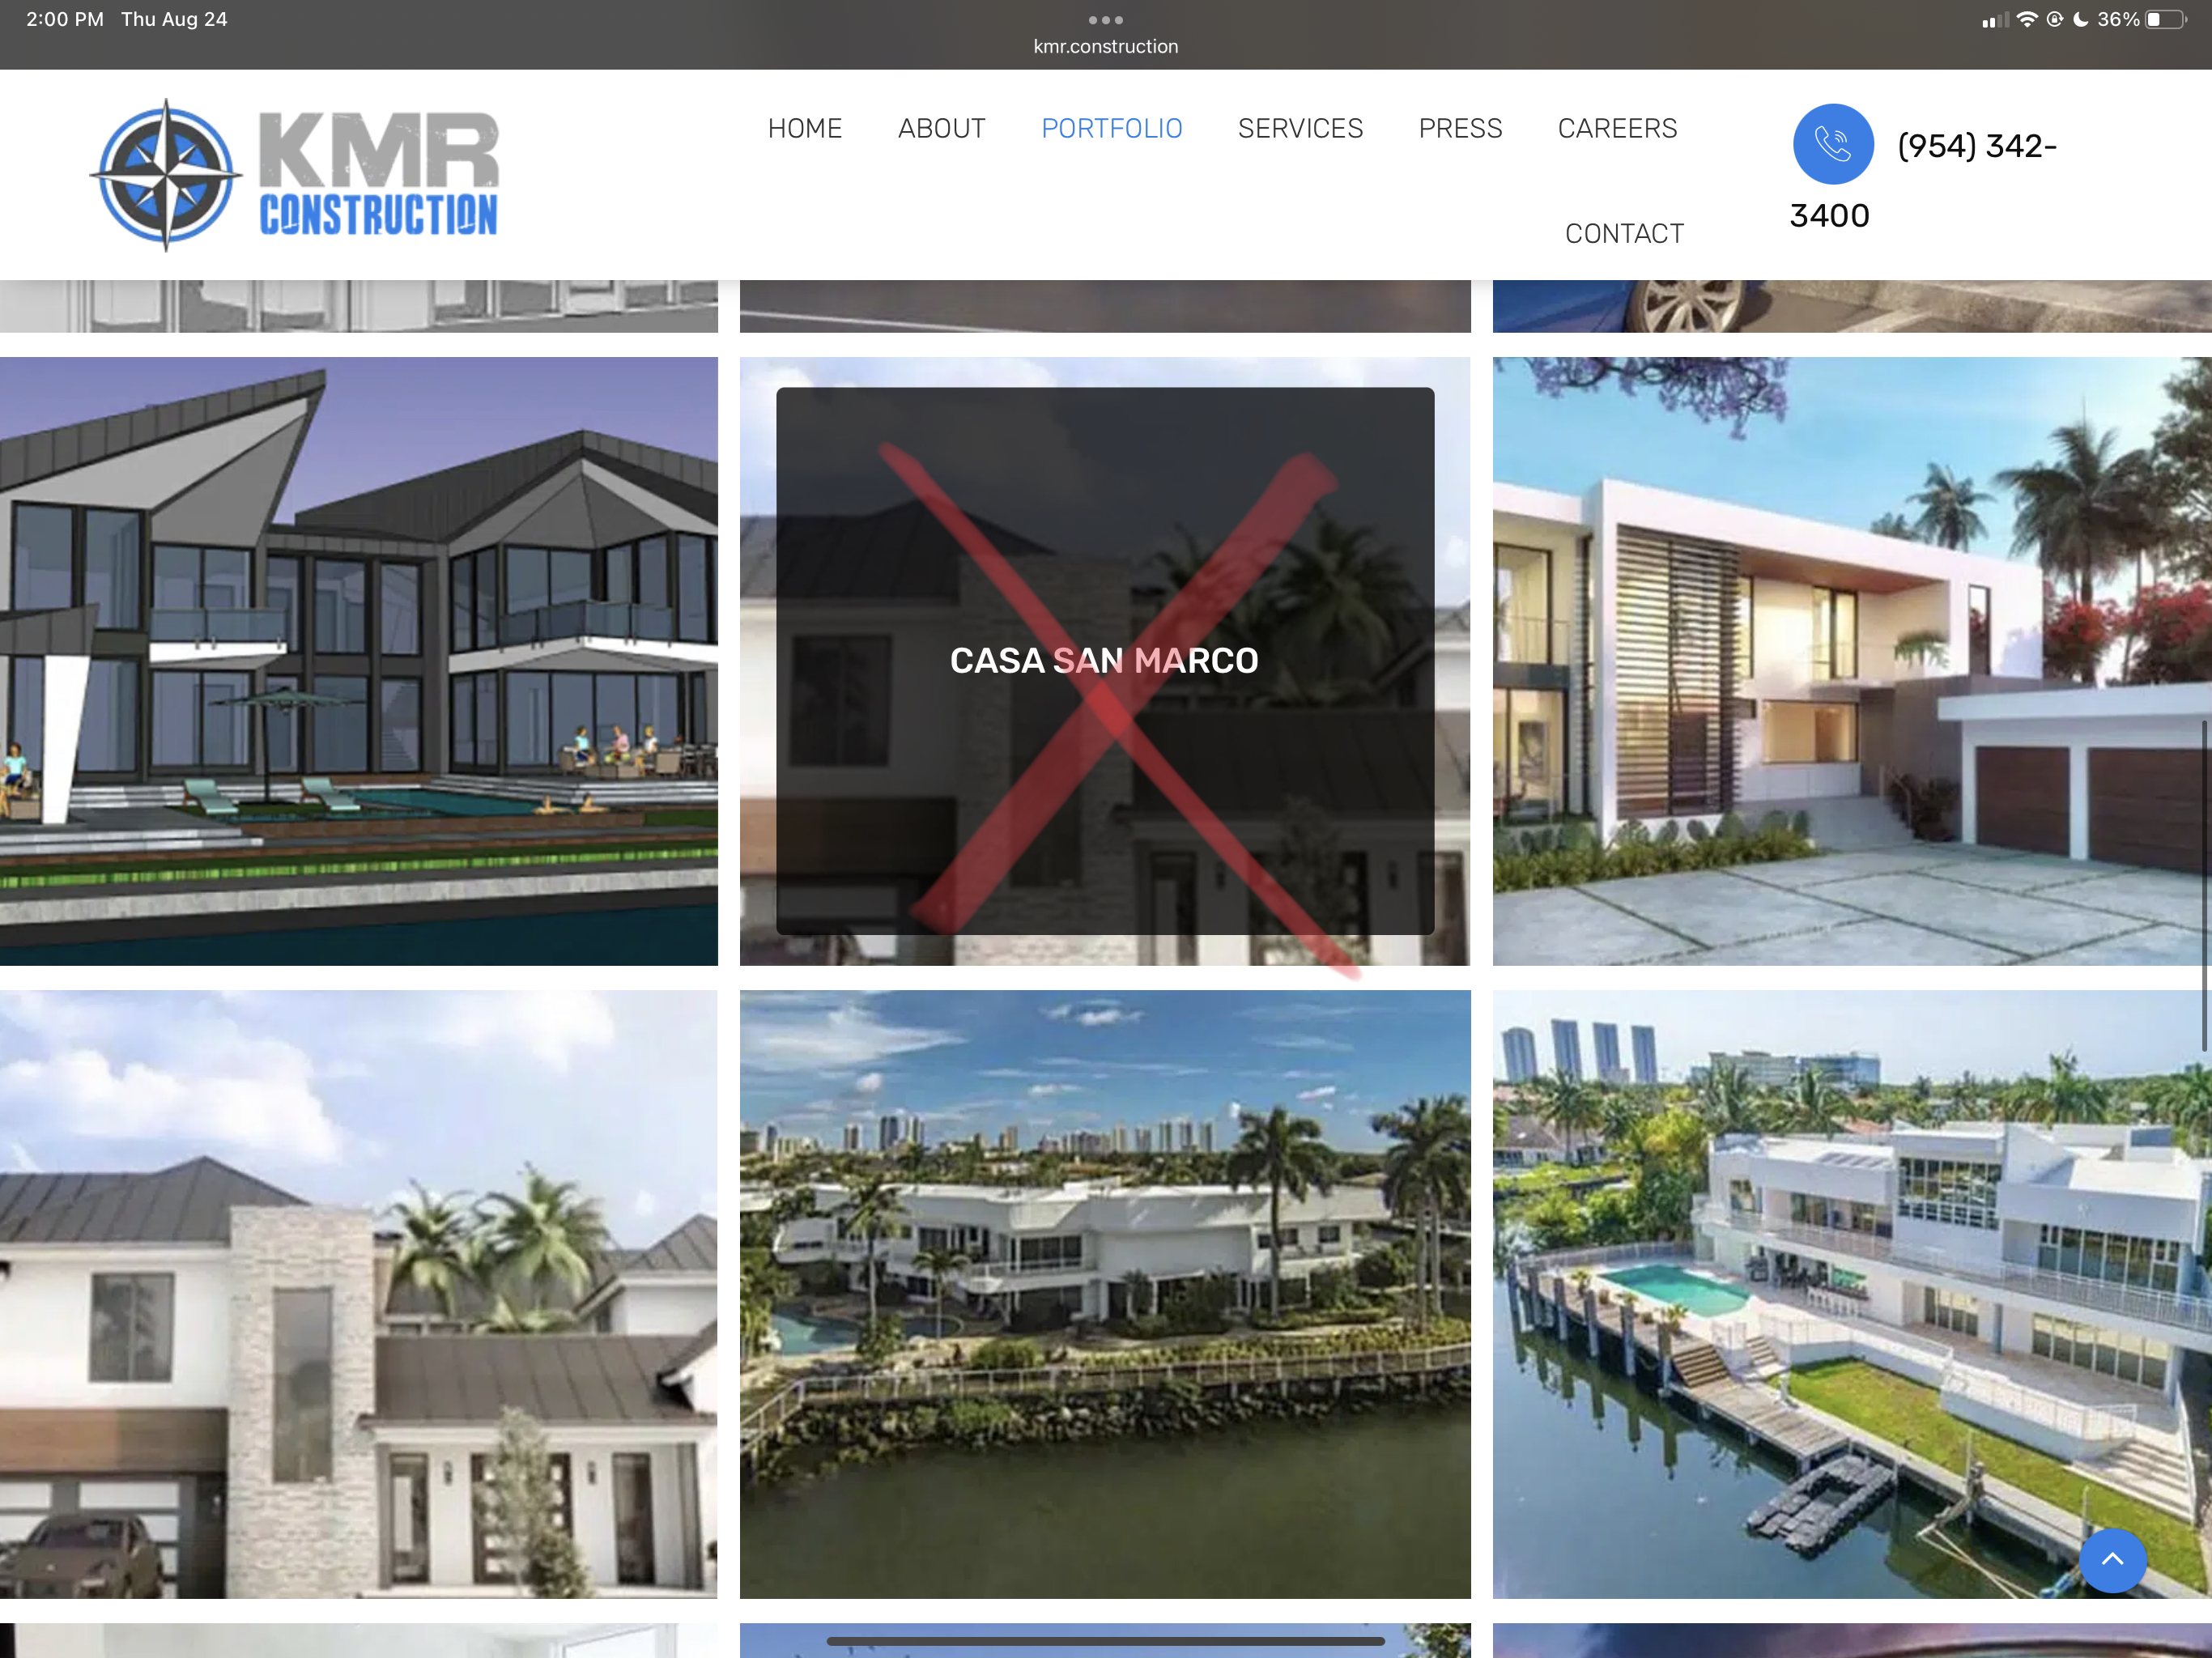 2:00 PM Thu Aug 24
kmr.construction
36%
KMR
CONSTRUCTION
HOME ABOUT PORTFOLIO SERVICES PRESS CAREERS
CONTACT
(954) 342-
3400
CASA SAN MARCO